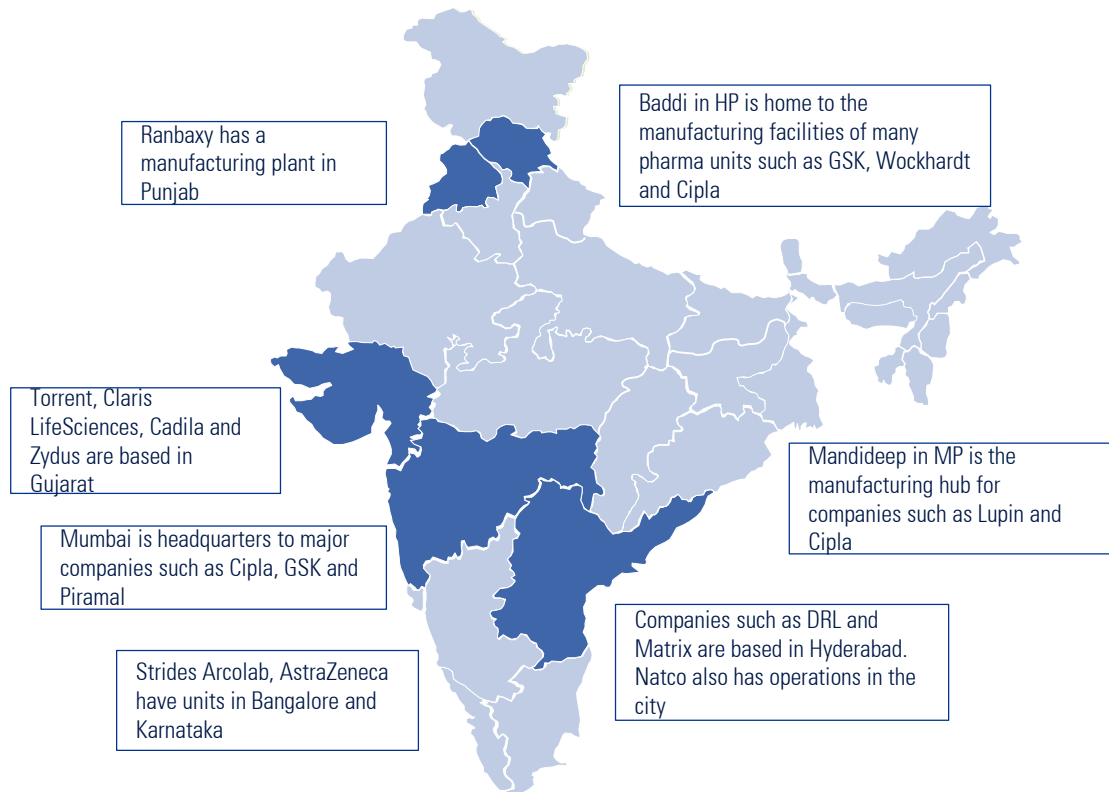 Ranbaxy has a
manufacturing plant in
Punjab
Baddi in HP is home to the
manufacturing facilities of many
pharma units such as GSK, Wockhardt
and Cipla
Torrent, Claris
LifeSciences, Cadila and
Zydus are based in
Gujarat
Mandideep in MP is the
manufacturing hub for
companies such as Lupin and
Cipla
Mumbai is headquarters to major
companies such as Cipla, GSK and
Piramal
Companies such as DRL and
Matrix are based in Hyderabad.
Natco also has operations in the
city
Strides Arcolab, AstraZeneca
have units in Bangalore and
Karnataka